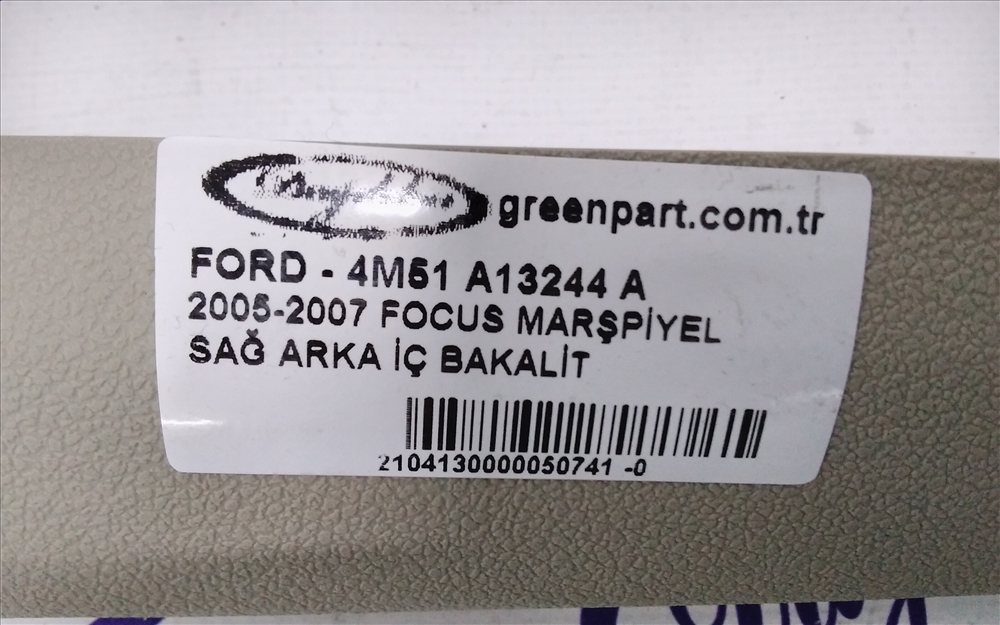 greenpart.com.tr
FORD - 4M51 A13244 A
2005-2007 FOCUS MARŞPİYEL
SAĞ ARKA İÇ BAKALİT
2104130000050741 -0